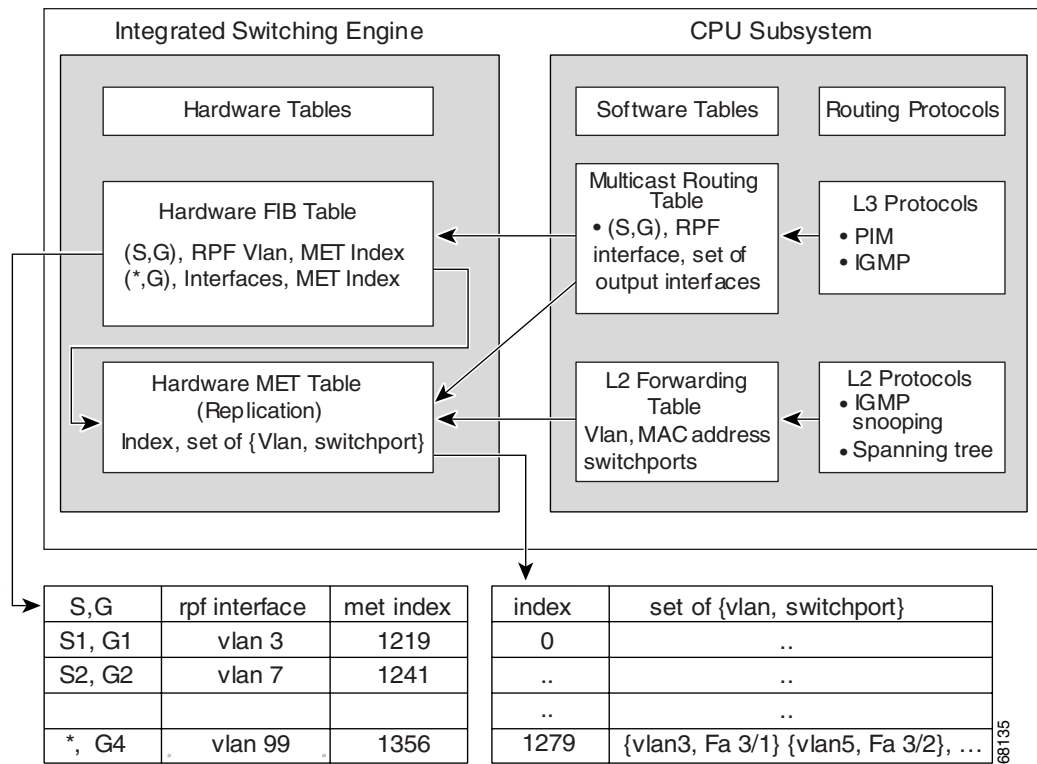 Integrated Switching Engine
CPU Subsystem
Hardware Tables
Software Tables
Routing Protocols
Hardware FIB Table
(S,G), RPF Vlan, MET Index
(*,G), Interfaces, MET Index
Multicast Routing
Table
• (S,G), RPF
interface, set of
output interfaces
L3 Protocols
• PIM
• IGMP
Hardware MET Table
(Replication)
Index, set of {Vlan, switchport}
L2 Forwarding
Table
Vlan, MAC address
switchports
L2 Protocols
• IGMP
snooping
• Spanning tree
S,G rpf interface met index
S1, G1 vlan 3 1219
S2, G2 vlan 7 1241
*, G4 vlan 99 1356
index set of {vlan, switchport}
0 ..
.. ..
.. ..
1279 {vlan3, Fa 3/1} {vlan5, Fa 3/2}, ...
68135